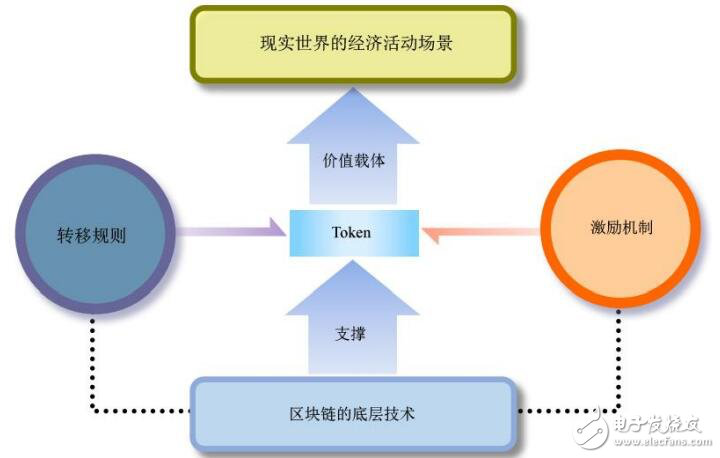 现实世界的经济活动场景
价值载体
转移规则
Token
激励机制
支撑
区块链的底层技术
电子发烧友
www.elecfans.com